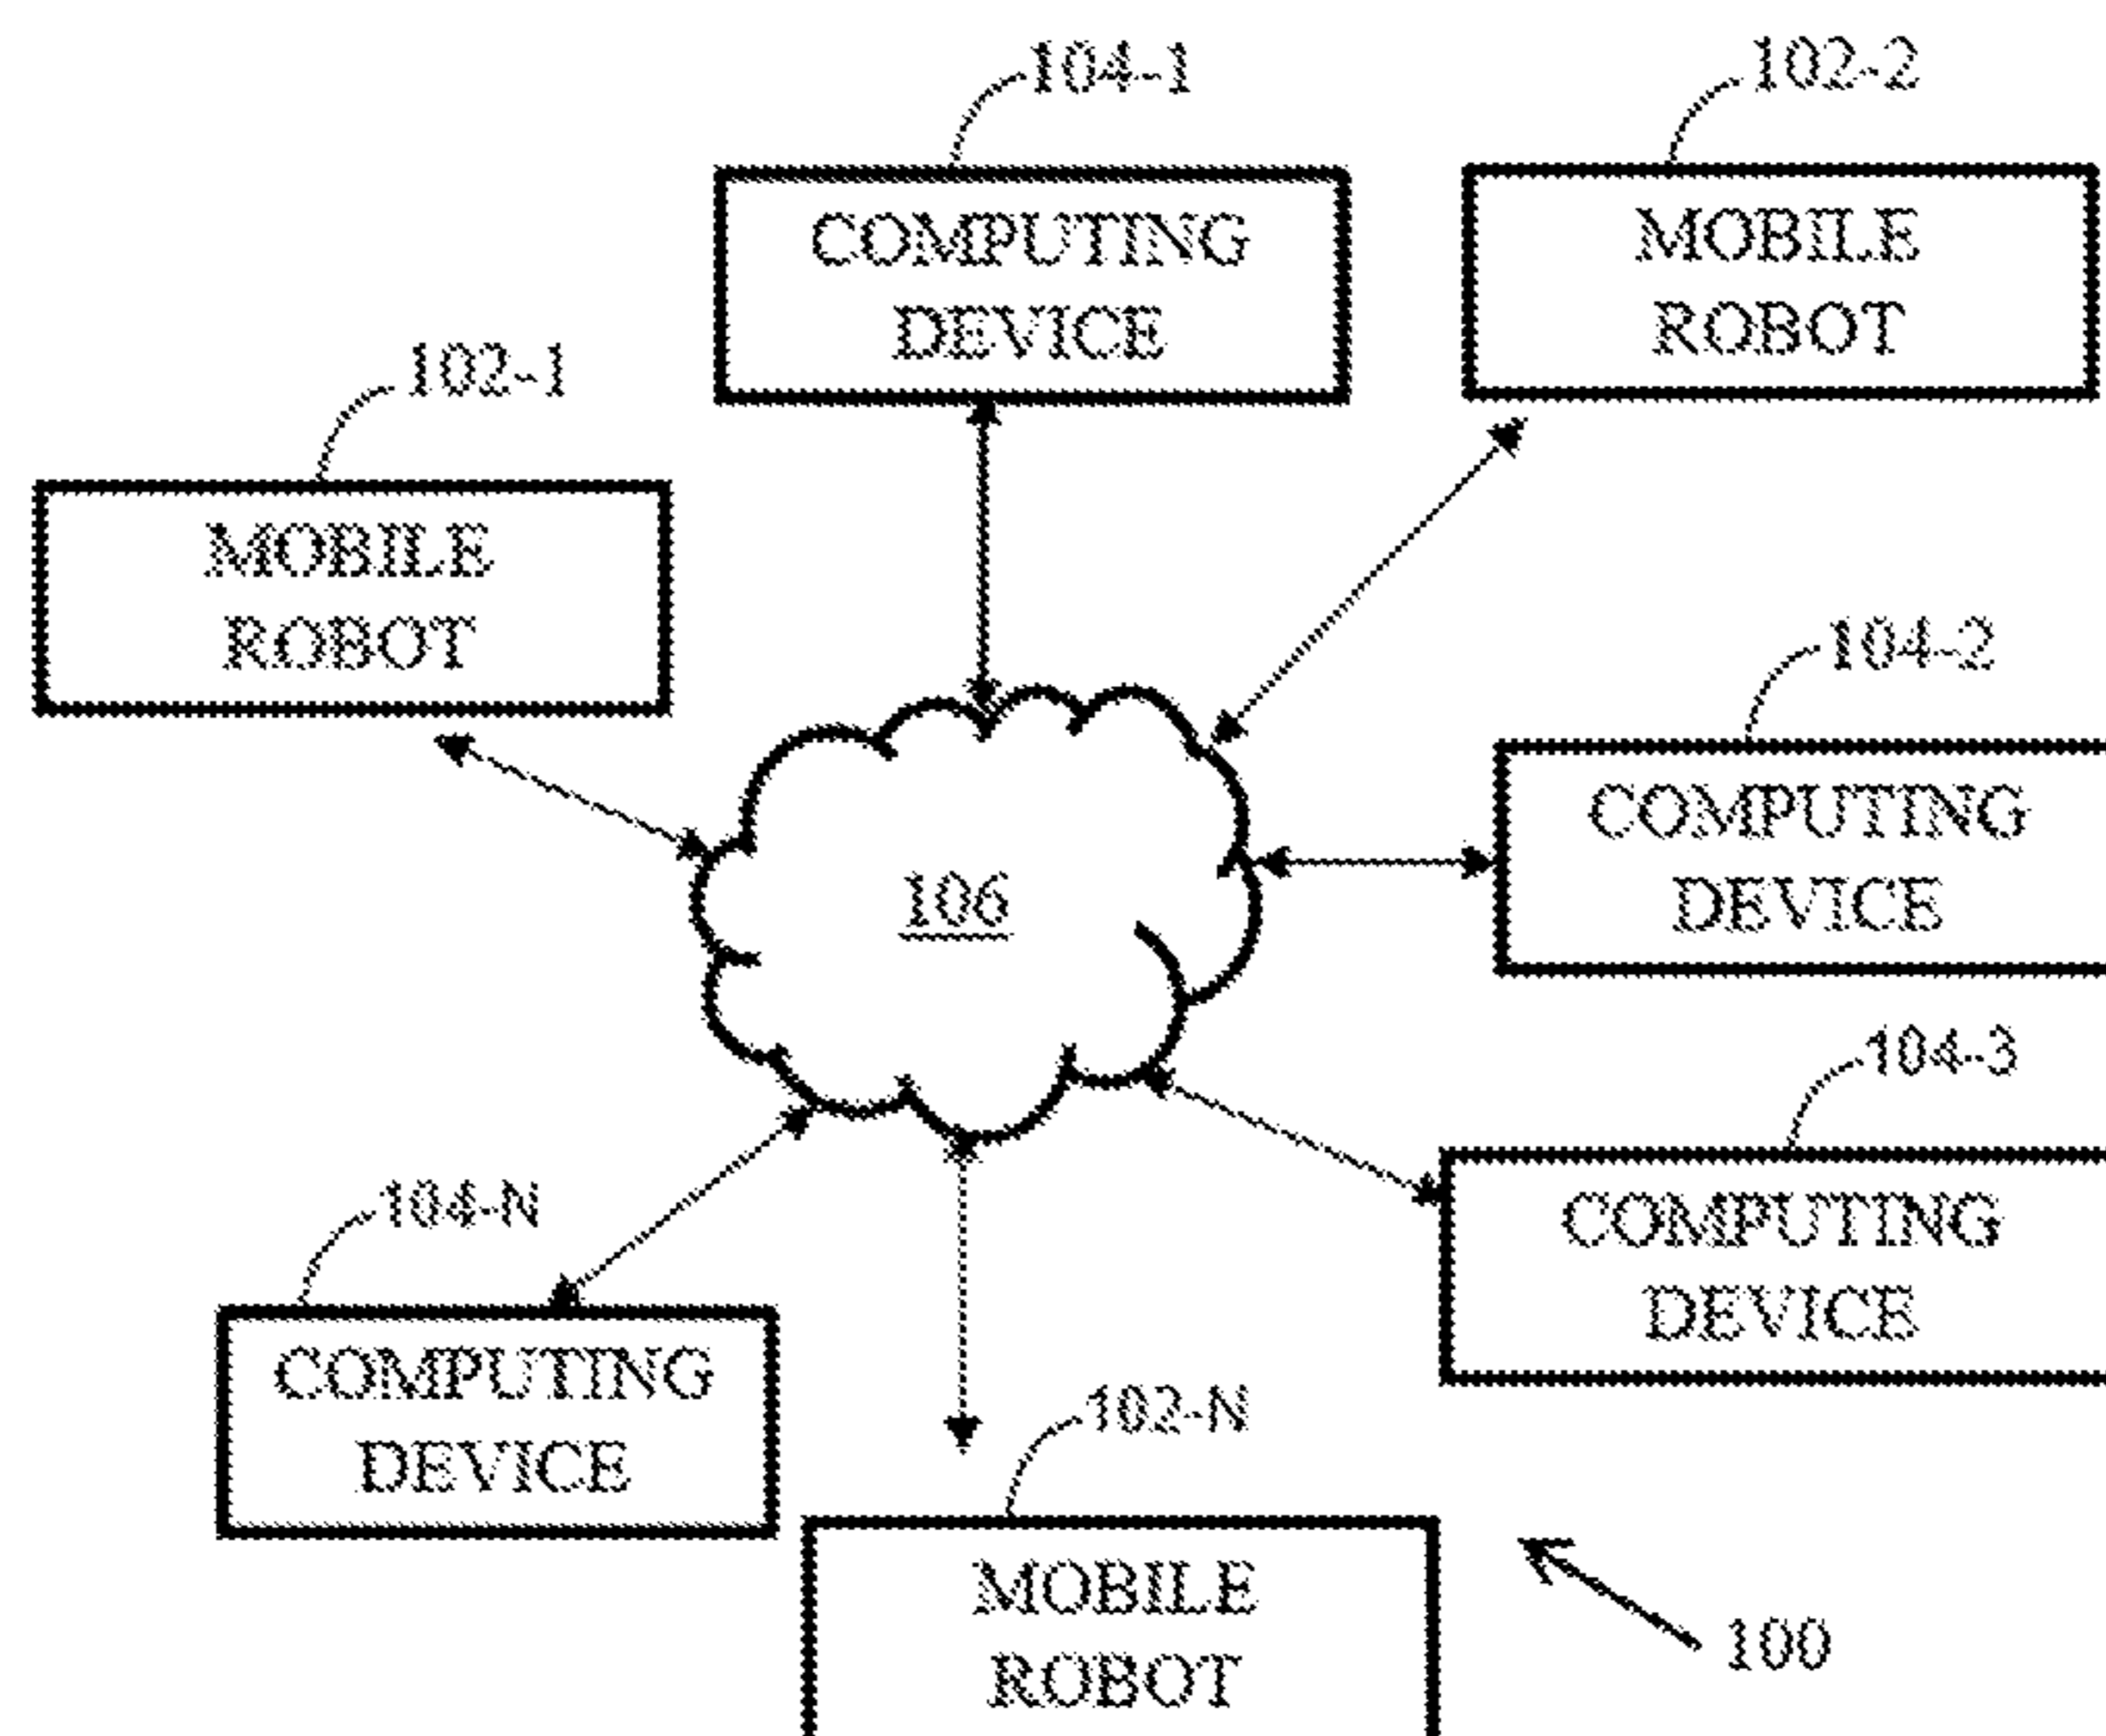 104-1
102-2
COMPUTING
DEVICE
MOBILE
ROBOT
102-1
MOBILE
ROBOT
104-2
COMPUTING
DEVICE
106
104-3
COMPUTING
DEVICE
104-N
COMPUTING
DEVICE
102-N
MOBILE
ROBOT
100